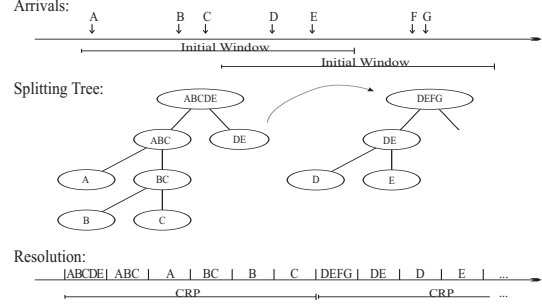 Arrivals:
A B C D E F G
Initial Window
Initial Window
Splitting Tree:
ABCDE DEFG
ABC DE DE
A BC D E
B C
Resolution:
ABCDE ABC A BC B C DEFG DE D E ...
CRP CRP ...